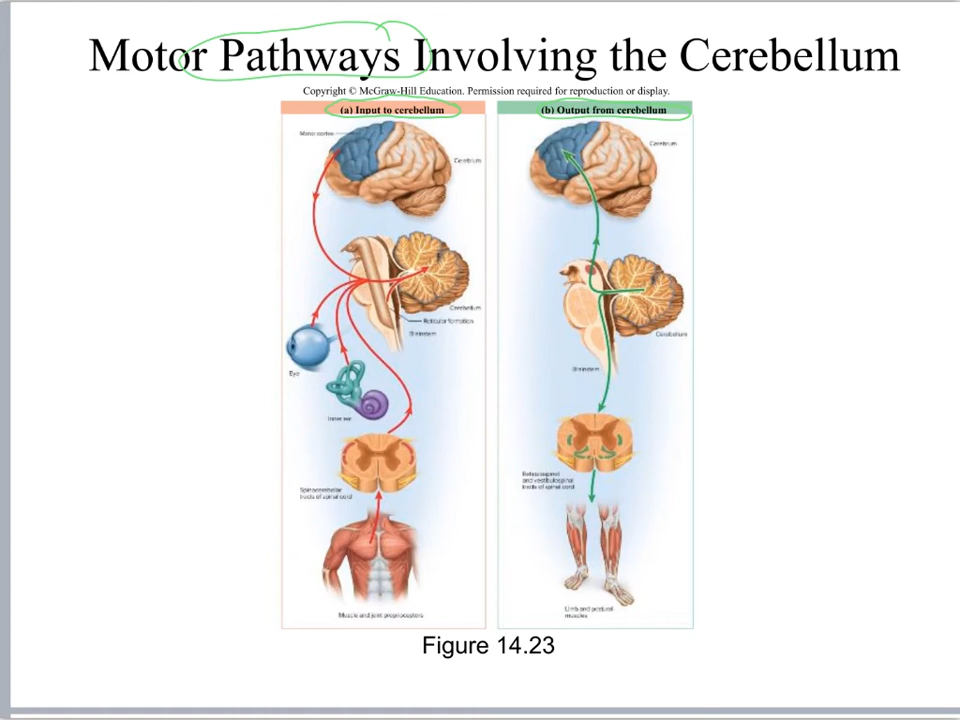 Motor Pathways Involving the Cerebellum
Copyright © McGraw-Hill Education. Permission required for reproduction or display.
(a) Input to cerebellum
(b) Output from cerebellum
Motor cortex
Cerebrum
Cerebellum
Reticular formation
Brainstem
Eye
Inner ear
Spinocerebellar
tracts of spinal cord
Muscle and joint proprioceptors
Cerebrum
Cerebellum
Brainstem
Reticulospinal
and vestibulospinal
tracts of spinal cord
Limb and postural
muscles
Figure 14.23